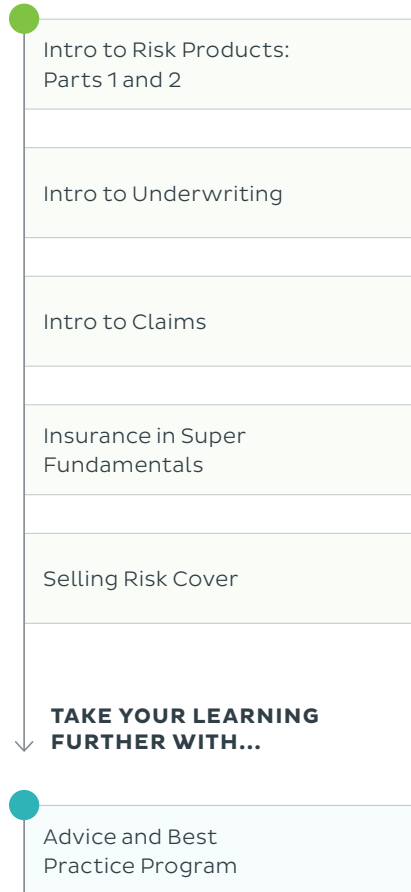 Intro to Risk Products:
Parts 1 and 2
Intro to Underwriting
Intro to Claims
Insurance in Super
Fundamentals
Selling Risk Cover
TAKE YOUR LEARNING
FURTHER WITH...
Advice and Best
Practice Program